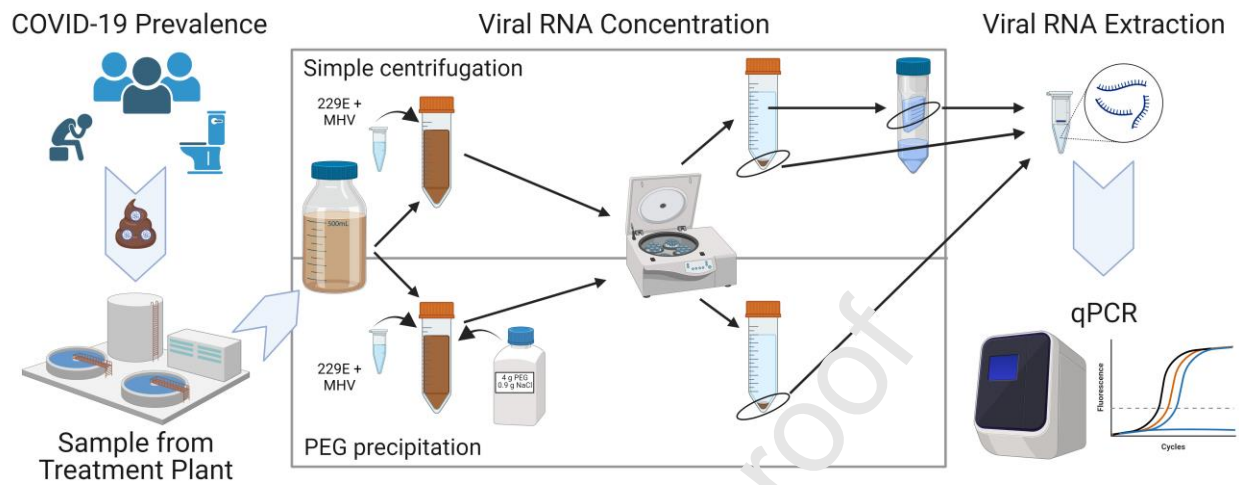 COVID-19 Prevalence
Viral RNA Concentration
Viral RNA Extraction
Simple centrifugation
229E +
MHV
500mL
229E +
MHV
4 g PEG
0.9 g NaCl
PEG precipitation
Sample from
Treatment Plant
qPCR
Fluorescence
Cycles
roof